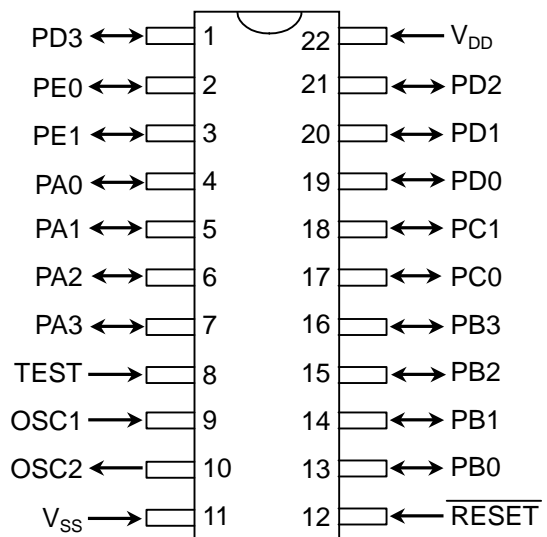 PD3 1 22 VDD
PE0 2 21 PD2
PE1 3 20 PD1
PA0 4 19 PD0
PA1 5 18 PC1
PA2 6 17 PC0
PA3 7 16 PB3
TEST 8 15 PB2
OSC1 9 14 PB1
OSC2 10 13 PB0
VSS 11 12 RESET